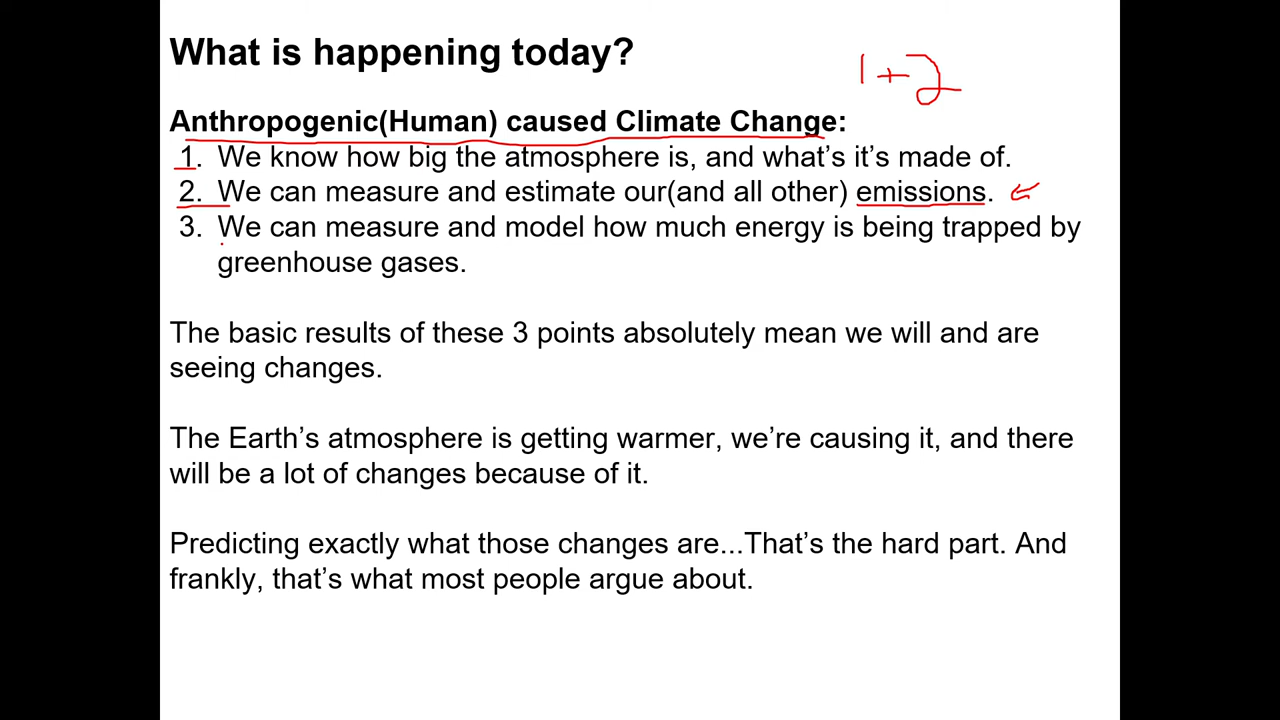 What is happening today?
1+2
Anthropogenic(Human) caused Climate Change:
1. We know how big the atmosphere is, and what’s it’s made of.
2. We can measure and estimate our(and all other) emissions.
3. We can measure and model how much energy is being trapped by
greenhouse gases.
The basic results of these 3 points absolutely mean we will and are
seeing changes.
The Earth’s atmosphere is getting warmer, we’re causing it, and there
will be a lot of changes because of it.
Predicting exactly what those changes are...That’s the hard part. And
frankly, that’s what most people argue about.